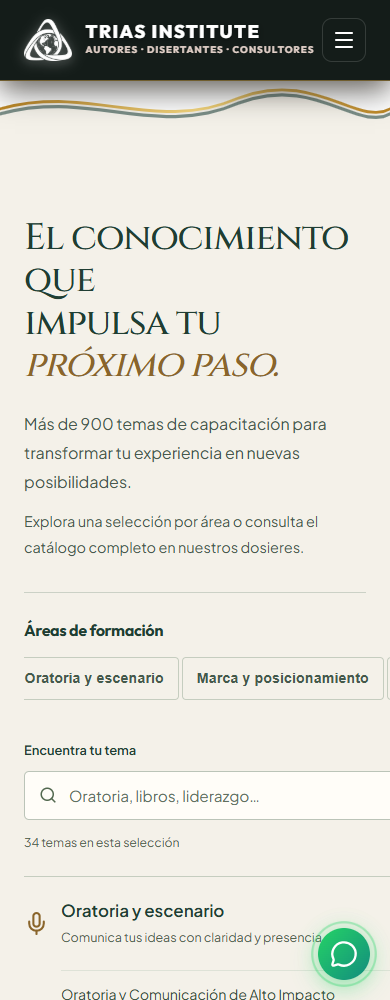 TRIAS INSTITUTE
AUTORES • DISERTANTES • CONSULTORES
El conocimiento
que
impulsa tu
próximo paso.
Más de 900 temas de capacitación para
transformar tu experiencia en nuevas
posibilidades.
Explora una selección por área o consulta el
catálogo completo en nuestros dosieres.
Áreas de formación
Oratoria y escenario
Marca y posicionamiento
Encuentra tu tema
Oratoria, libros, liderazgo…
34 temas en esta selección
Oratoria y escenario
Comunica tus ideas con claridad y presencia.
Oratoria y Comunicación de Alto Impacto